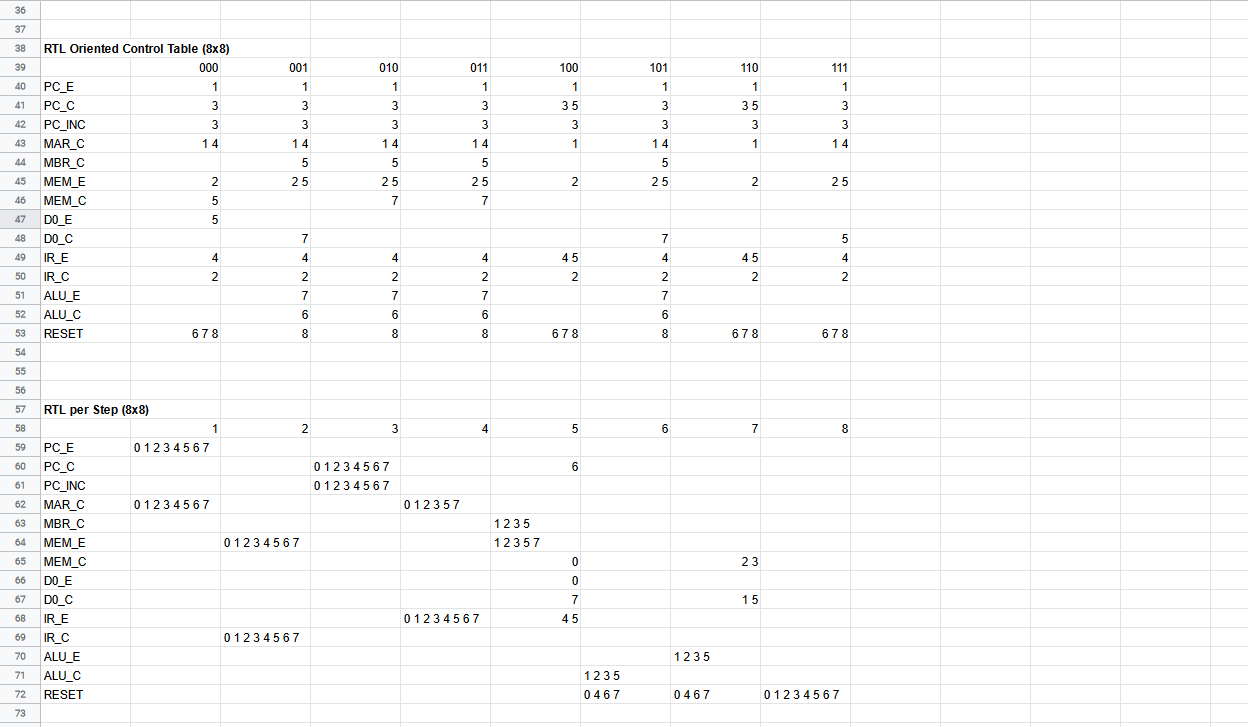 36
37
38 RTL Oriented Control Table (8x8)
39 000 001 010 011 100 101 110 111
40 PC_E 1 1 1 1 1 1 1 1
41 PC_C 3 3 3 3 3 5 3 3 5 3
42 PC_INC 3 3 3 3 3 3 3 3
43 MAR_C 1 4 1 4 1 4 1 4 1 1 4 1 1 4
44 MBR_C 5 5 5 5
45 MEM_E 2 2 5 2 5 2 5 2 2 5 2 2 5
46 MEM_C 5 7 7
47 D0_E 5
48 D0_C 7 7 5
49 IR_E 4 4 4 4 4 5 4 4 5 4
50 IR_C 2 2 2 2 2 2 2 2
51 ALU_E 7 7 7 7
52 ALU_C 6 6 6 6
53 RESET 6 7 8 8 8 8 6 7 8 8 6 7 8 6 7 8
54
55
56
57 RTL per Step (8x8)
58 1 2 3 4 5 6 7 8
59 PC_E 0 1 2 3 4 5 6 7
60 PC_C 0 1 2 3 4 5 6 7 6
61 PC_INC 0 1 2 3 4 5 6 7
62 MAR_C 0 1 2 3 4 5 6 7 0 1 2 3 5 7
63 MBR_C 1 2 3 5
64 MEM_E 0 1 2 3 4 5 6 7 1 2 3 5 7
65 MEM_C 0 2 3
66 D0_E 0
67 D0_C 7 1 5
68 IR_E 0 1 2 3 4 5 6 7 4 5
69 IR_C 0 1 2 3 4 5 6 7
70 ALU_E 1 2 3 5
71 ALU_C 1 2 3 5
72 RESET 0 4 6 7 0 4 6 7 0 1 2 3 4 5 6 7
73